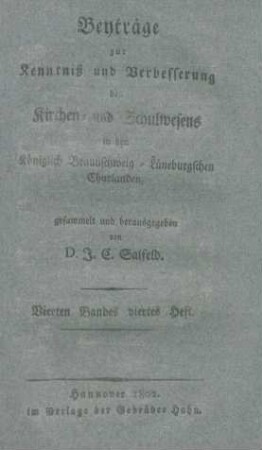 Beyträge
zur
Kenntniß und Verbesserung
des
Kirchen- und Schulwesens
in den
Königlich Braunschweig-Lüneburgschen
Churlanden,
gesammelt und herausgegeben
von
D. J. C. Salfeld.
Vierten Bandes viertes Heft.
Hannover 1802.
im Verlage der Gebrüder Hahn.